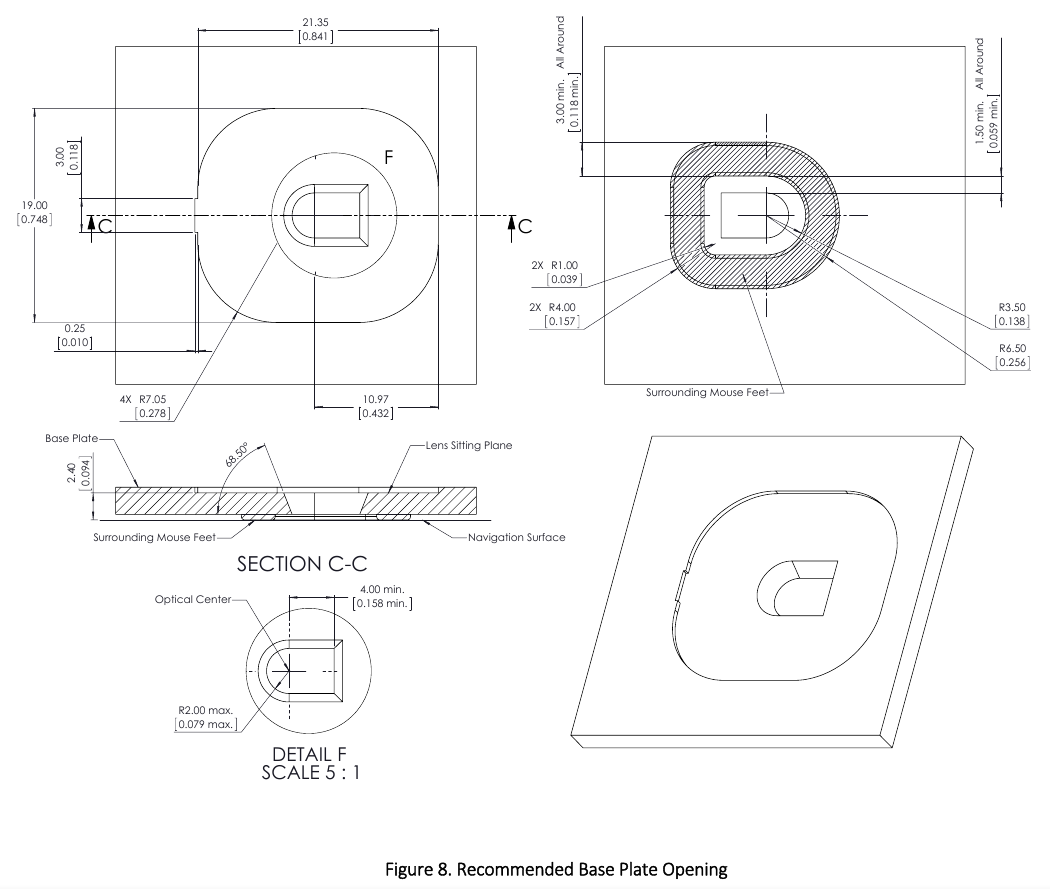 21.35
[0.841]
F
3.00
[0.118]
19.00
[0.748]
C
C
0.25
[0.010]
4X R7.05
[0.278]
10.97
[0.432]
3.00 min. All Around
[0.118 min.]
1.50 min. All Around
[0.059 min.]
2X R1.00
[0.039]
2X R4.00
[0.157]
R3.50
[0.138]
R6.50
[0.256]
Surrounding Mouse Feet
Base Plate
2.40
[0.094]
68.50°
Lens Sitting Plane
Surrounding Mouse Feet
Navigation Surface
SECTION C-C
Optical Center
4.00 min.
[0.158 min.]
R2.00 max.
[0.079 max.]
DETAIL F
SCALE 5 : 1
Figure 8. Recommended Base Plate Opening